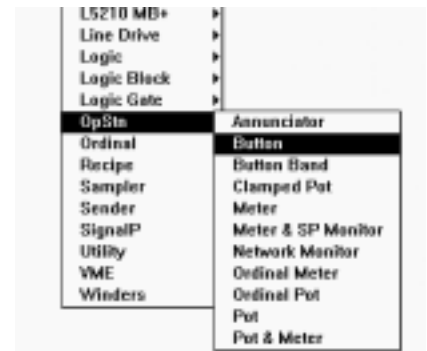 L5210 MB+
Line Drive
Logic
Logic Block
Logic Gate
OpStn
Ordinal
Recipe
Sampler
Sender
SignalP
Utility
VME
Winders
Annunciator
Button
Button Band
Clamped Pot
Meter
Meter & SP Monitor
Network Monitor
Ordinal Meter
Ordinal Pot
Pot
Pot & Meter